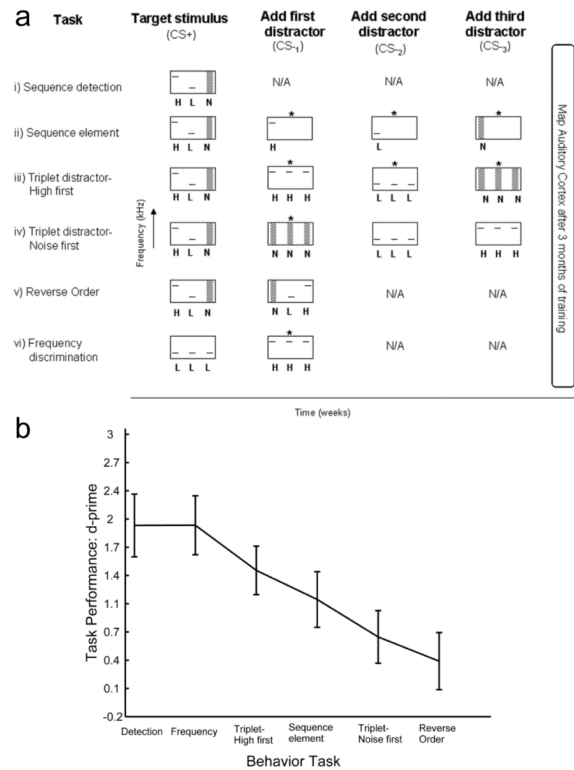 a
Task
Target stimulus
(CS+)
Add first
distractor
(CS-1)
Add second
distractor
(CS-2)
Add third
distractor
(CS-3)
i) Sequence detection
H L N
N/A
N/A
N/A
ii) Sequence element
H L N
*
H
*
L
*
N
iii) Triplet distractor-
High first
H L N
*
H H H
*
L L L
*
N N N
iv) Triplet distractor-
Noise first
H L N
*
N N N
L L L
H H H
v) Reverse Order
H L N
N L H
N/A
N/A
vi) Frequency
discrimination
L L L
*
H H H
N/A
N/A
Frequency (kHz)
Map Auditory Cortex after 3 months of training
Time (weeks)
b
Task Performance: d-prime
3
2.7
2.4
2
1.7
1.4
1.1
0.7
0.4
0.1
-0.2
Detection
Frequency
Triplet-
High first
Sequence
element
Triplet-
Noise first
Reverse
Order
Behavior Task